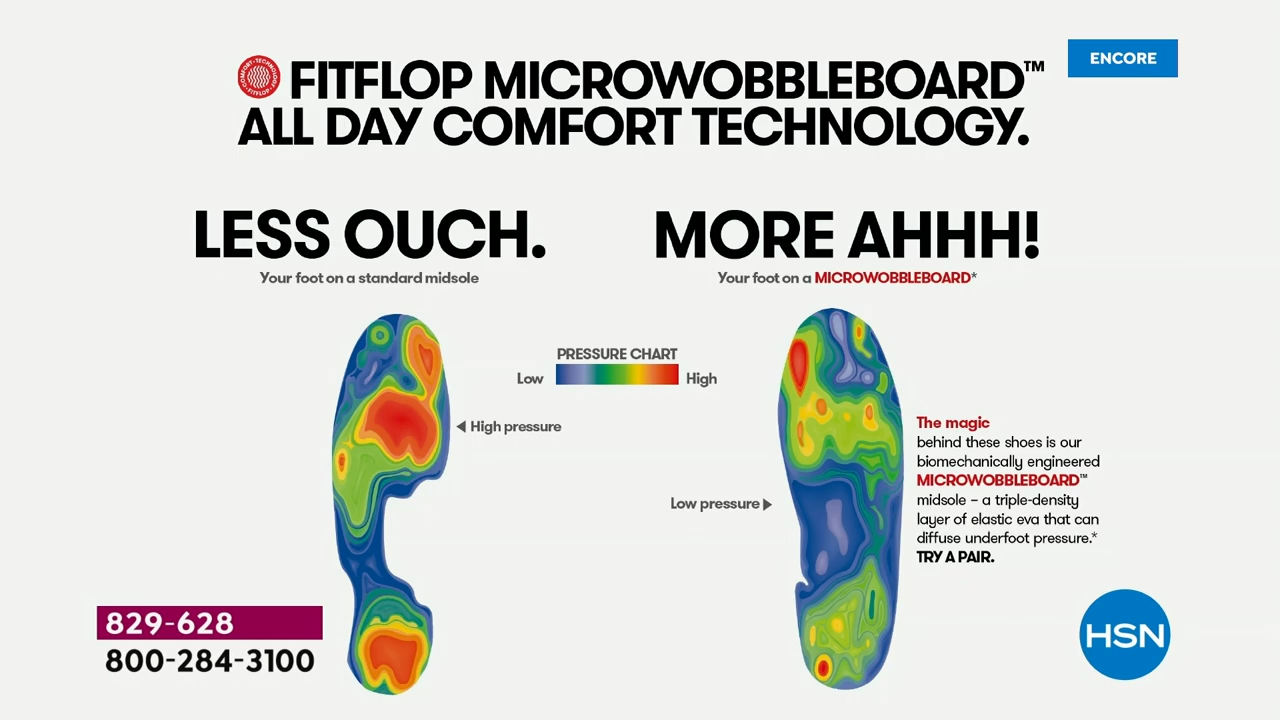 FITFLOP MICROWOBBLEBOARD™
ALL DAY COMFORT TECHNOLOGY.
ENCORE
LESS OUCH.
Your foot on a standard midsole
MORE AHHH!
Your foot on a MICROWOBBLEBOARD*
PRESSURE CHART
Low
High
High pressure
Low pressure
The magic
behind these shoes is our
biomechanically engineered
MICROWOBBLEBOARD™
midsole – a triple-density
layer of elastic eva that can
diffuse underfoot pressure.*
TRY A PAIR.
829-628
800-284-3100
HSN